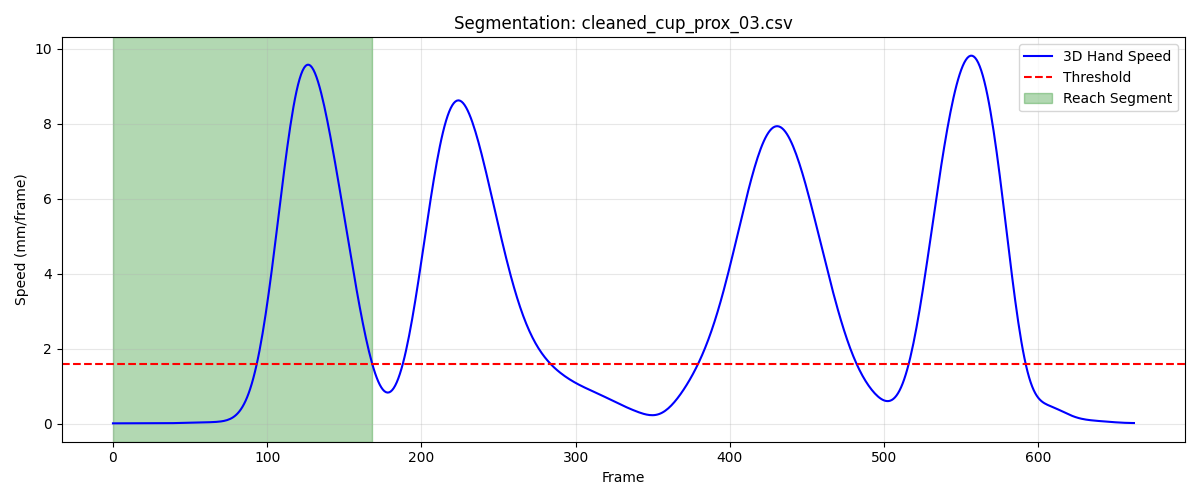 Segmentation: cleaned_cup_prox_03.csv
10
8
6
4
2
0
Speed (mm/frame)
3D Hand Speed
Threshold
Reach Segment
0 100 200 300 400 500 600
Frame